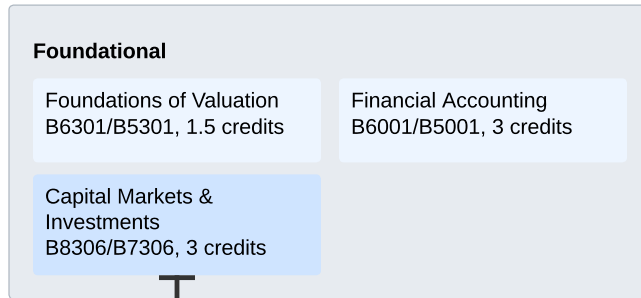 Foundational
Foundations of Valuation
B6301/B5301, 1.5 credits
Financial Accounting
B6001/B5001, 3 credits
Capital Markets &
Investments
B8306/B7306, 3 credits